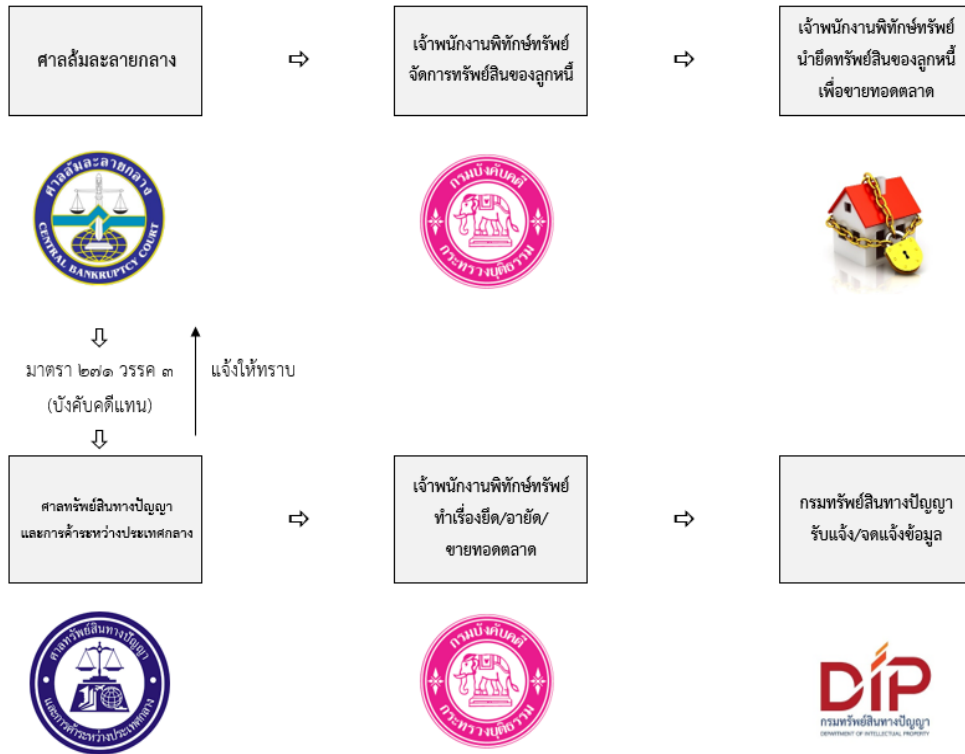 ศาลล้มละลายกลาง
เจ้าพนักงานพิทักษ์ทรัพย์
จัดการทรัพย์สินของลูกหนี้
เจ้าพนักงานพิทักษ์ทรัพย์
นำยึดทรัพย์สินของลูกหนี้
เพื่อขายทอดตลาด
ศาลล้มละลายกลาง
CENTRAL BANKRUPTCY COURT
กรมบังคับคดี
กระทรวงยุติธรรม
มาตรา ๒๗๑ วรรค ๓
(บังคับคดีแทน)
แจ้งให้ทราบ
ศาลทรัพย์สินทางปัญญา
และการค้าระหว่างประเทศกลาง
เจ้าพนักงานพิทักษ์ทรัพย์
ทำเรื่องยึด/อายัด/
ขายทอดตลาด
กรมทรัพย์สินทางปัญญา
รับแจ้ง/จดแจ้งข้อมูล
ศาลทรัพย์สินทางปัญญา
และการค้าระหว่างประเทศกลาง
กรมบังคับคดี
กระทรวงยุติธรรม
DIP
กรมทรัพย์สินทางปัญญา
DEPARTMENT OF INTELLECTUAL PROPERTY